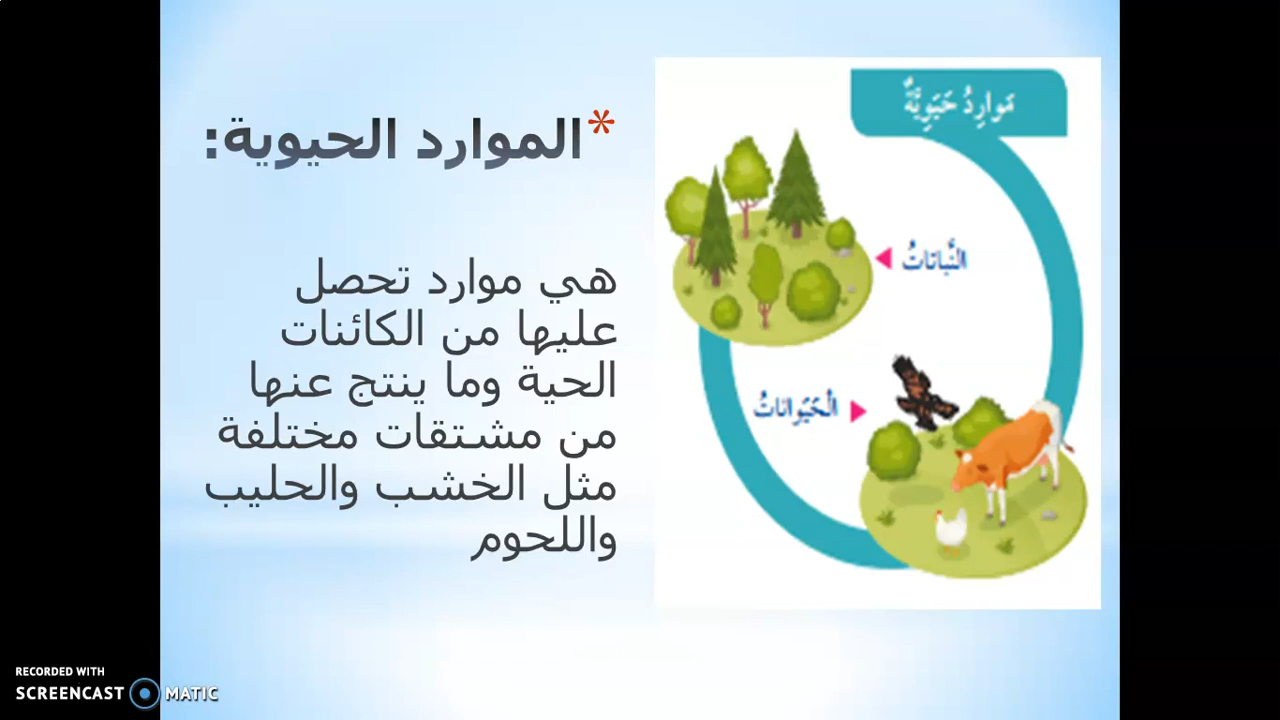 *الموارد الحيوية:
هي موارد تحصل
عليها من الكائنات
الحية وما ينتج عنها
من مشتقات مختلفة
مثل الخشب والحليب
واللحوم
مَوارِدُ حَيَوِيَّةٌ
النَّباتاتُ
الْحَيَواناتُ
RECORDED WITH
SCREENCAST MATIC